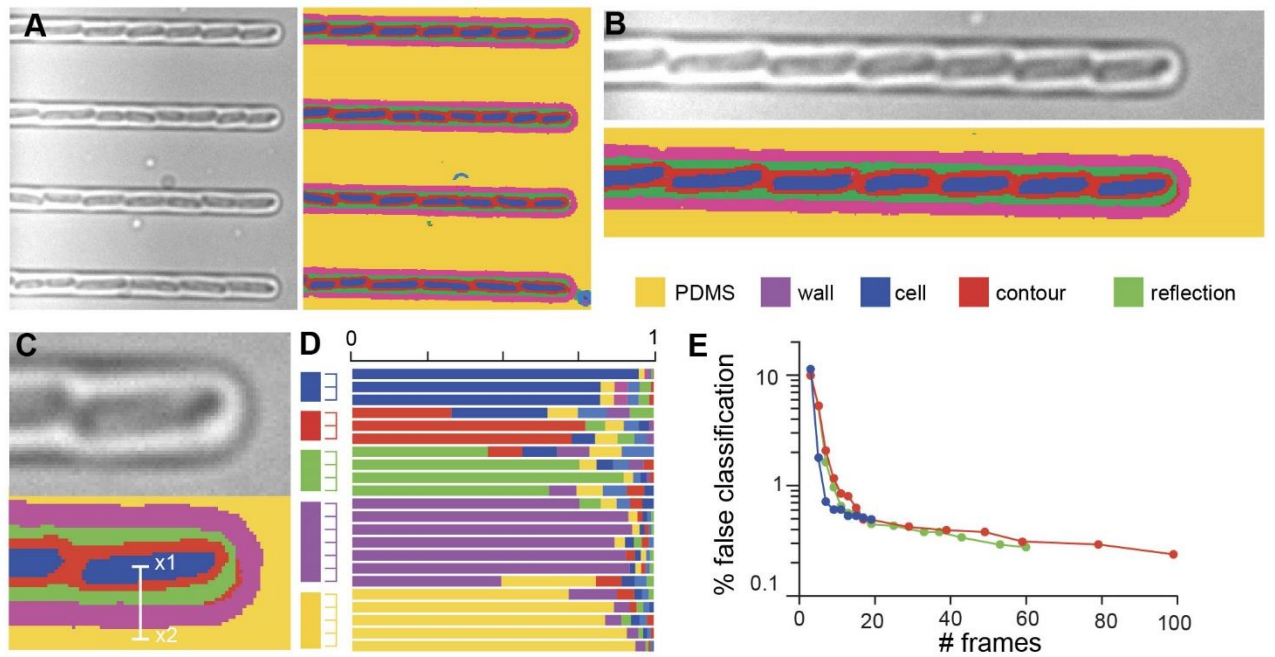 A
B
PDMS wall cell contour reflection
C
x1
x2
D
0 1
E
% false classification
10
1
0.1
0 20 40 60 80 100
# frames